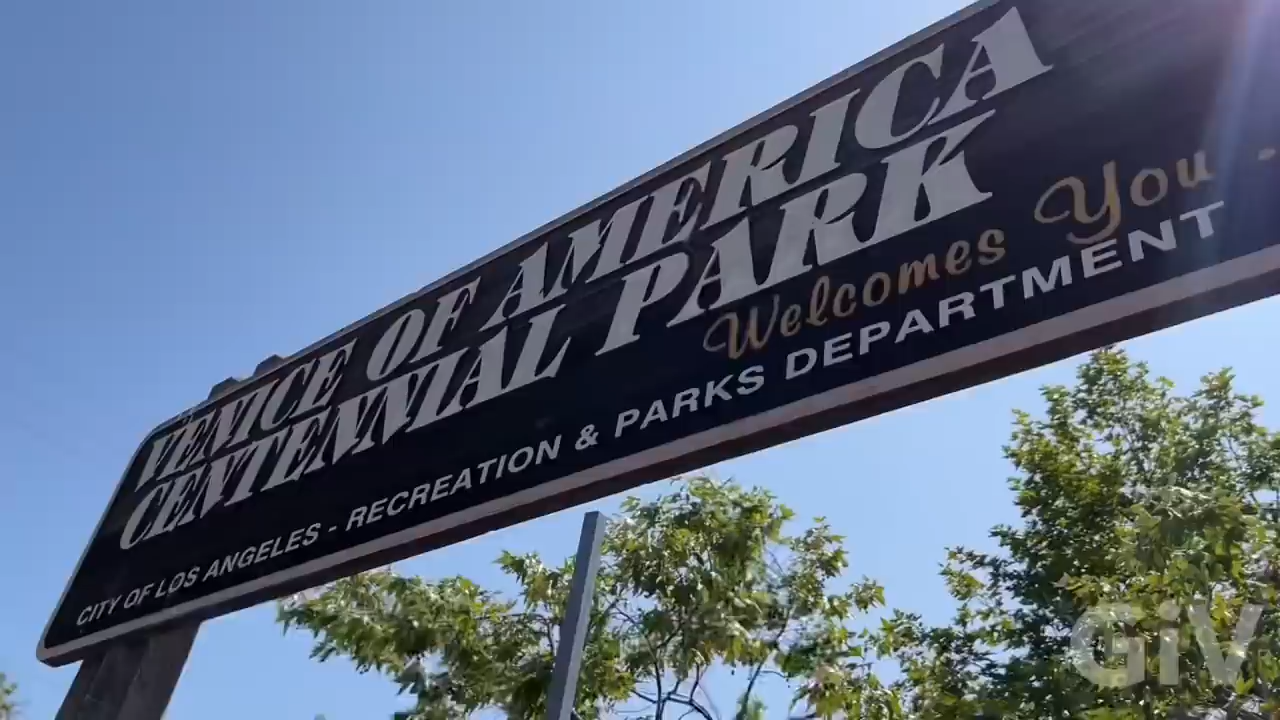 VENICE OF AMERICA
CENTENNIAL PARK
Welcomes You -
CITY OF LOS ANGELES - RECREATION & PARKS DEPARTMENT
GiV